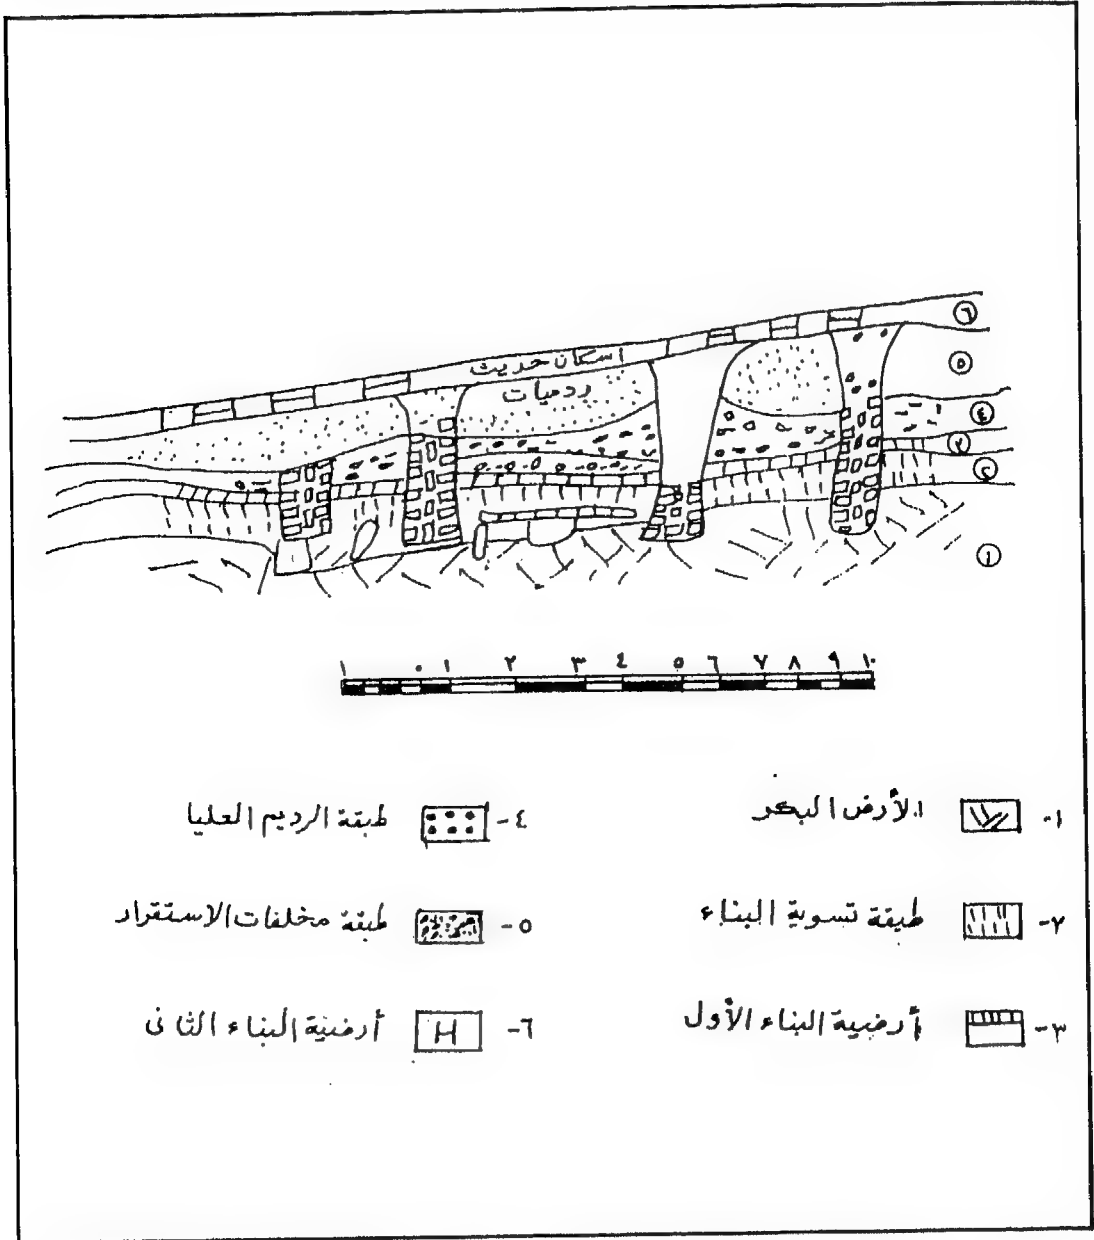 ٦
اسكان حديث
٥
ردميات
٤
٣
٢
١
١ ٠ ١ ٢ ٣ ٤ ٥ ٦ ٧ ٨ ٩ ١٠
١- الأرض البكر
٢- طبقة تسوية البناء
٣- أرضية البناء الأول
٤- طبقة الرديم العليا
٥- طبقة مخلفات الاستقرار
٦- أرضية البناء الثانى
H